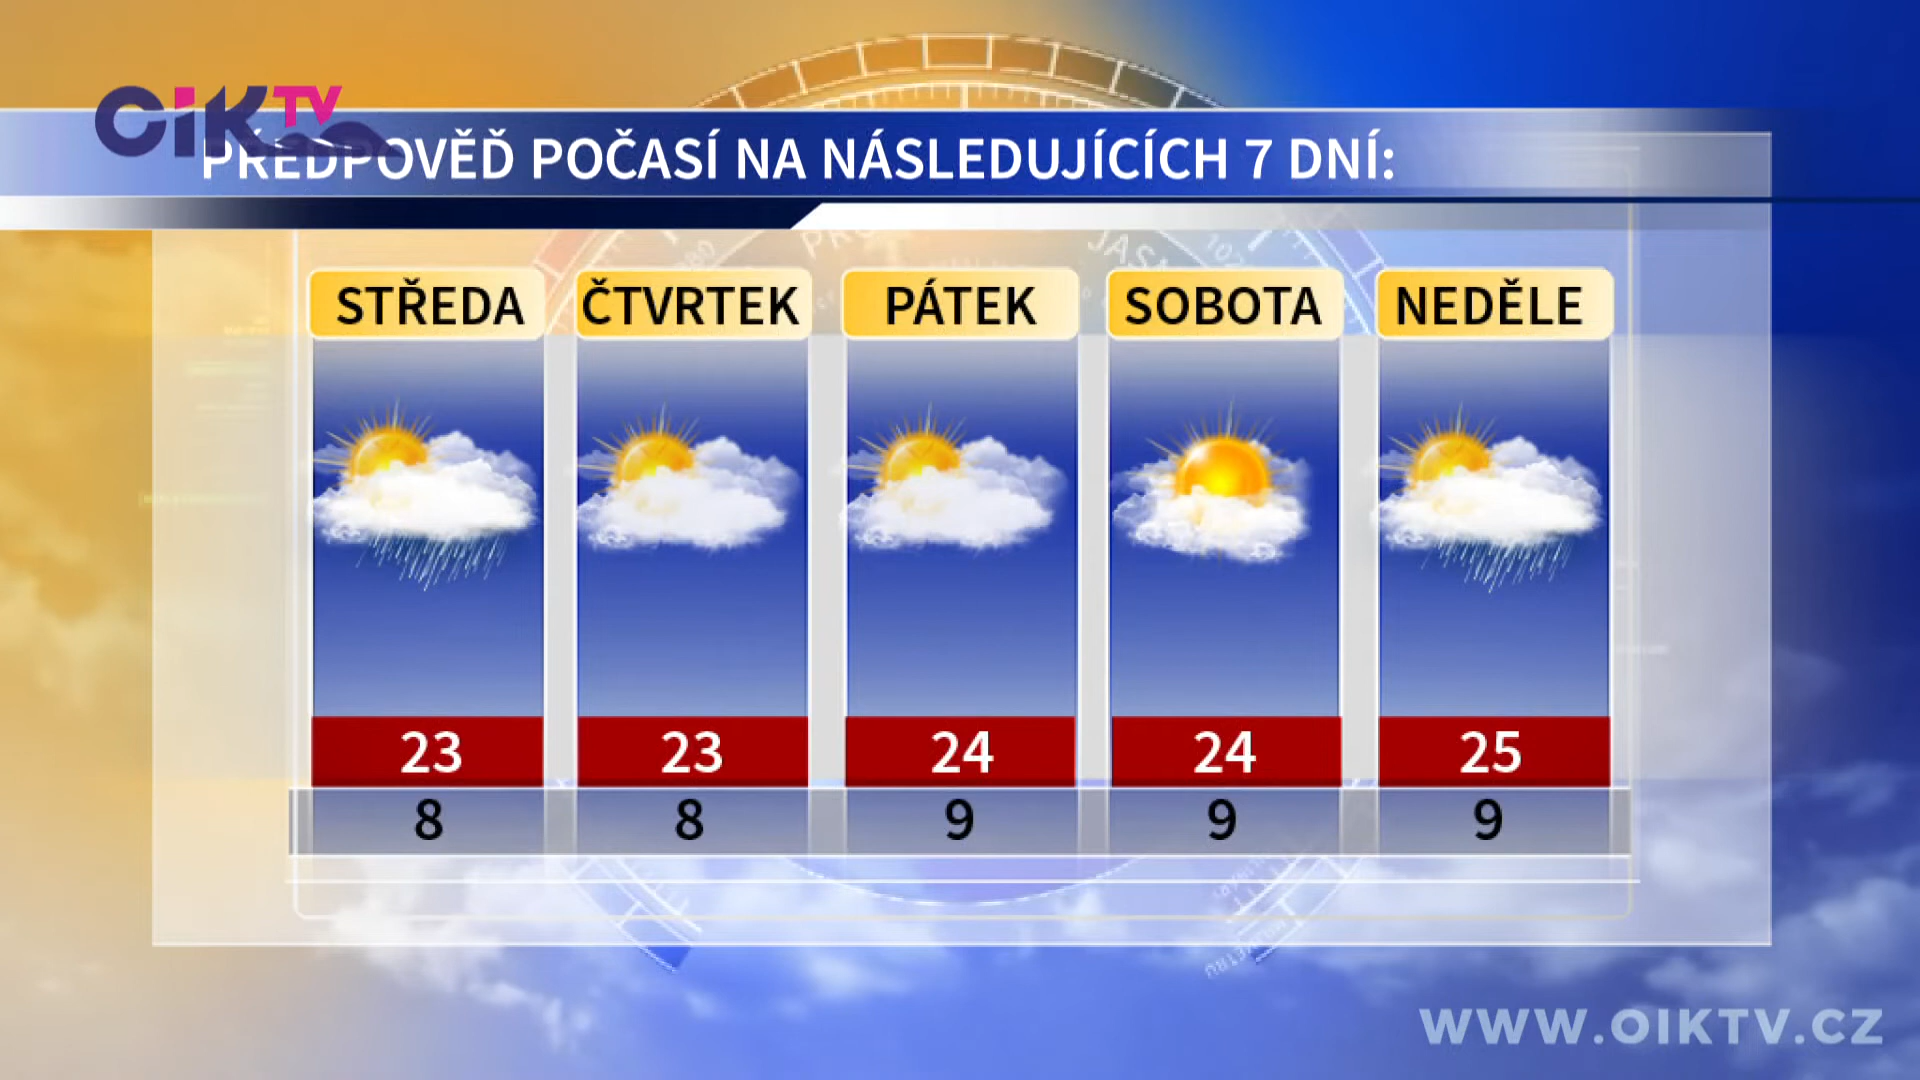 OIK TV
PŘEDPOVĚĎ POČASÍ NA NÁSLEDUJÍCÍCH 7 DNÍ:
STŘEDA ČTVRTEK PÁTEK SOBOTA NEDĚLE
23 23 24 24 25
8 8 9 9 9
WWW.OIKTV.CZ